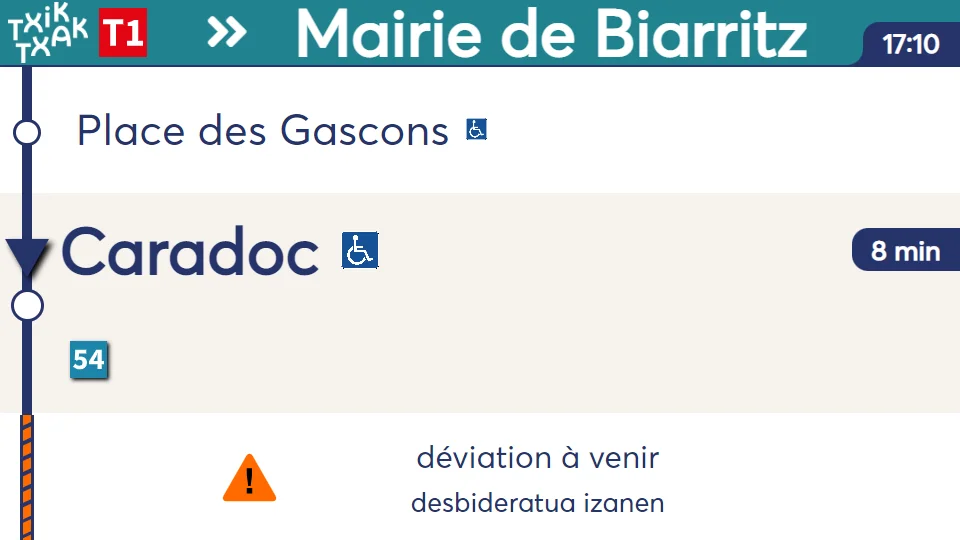 TXiK
TXAK
T1
Mairie de Biarritz
17:10
Place des Gascons
Caradoc
8 min
54
!
déviation à venir
desbideratua izanen